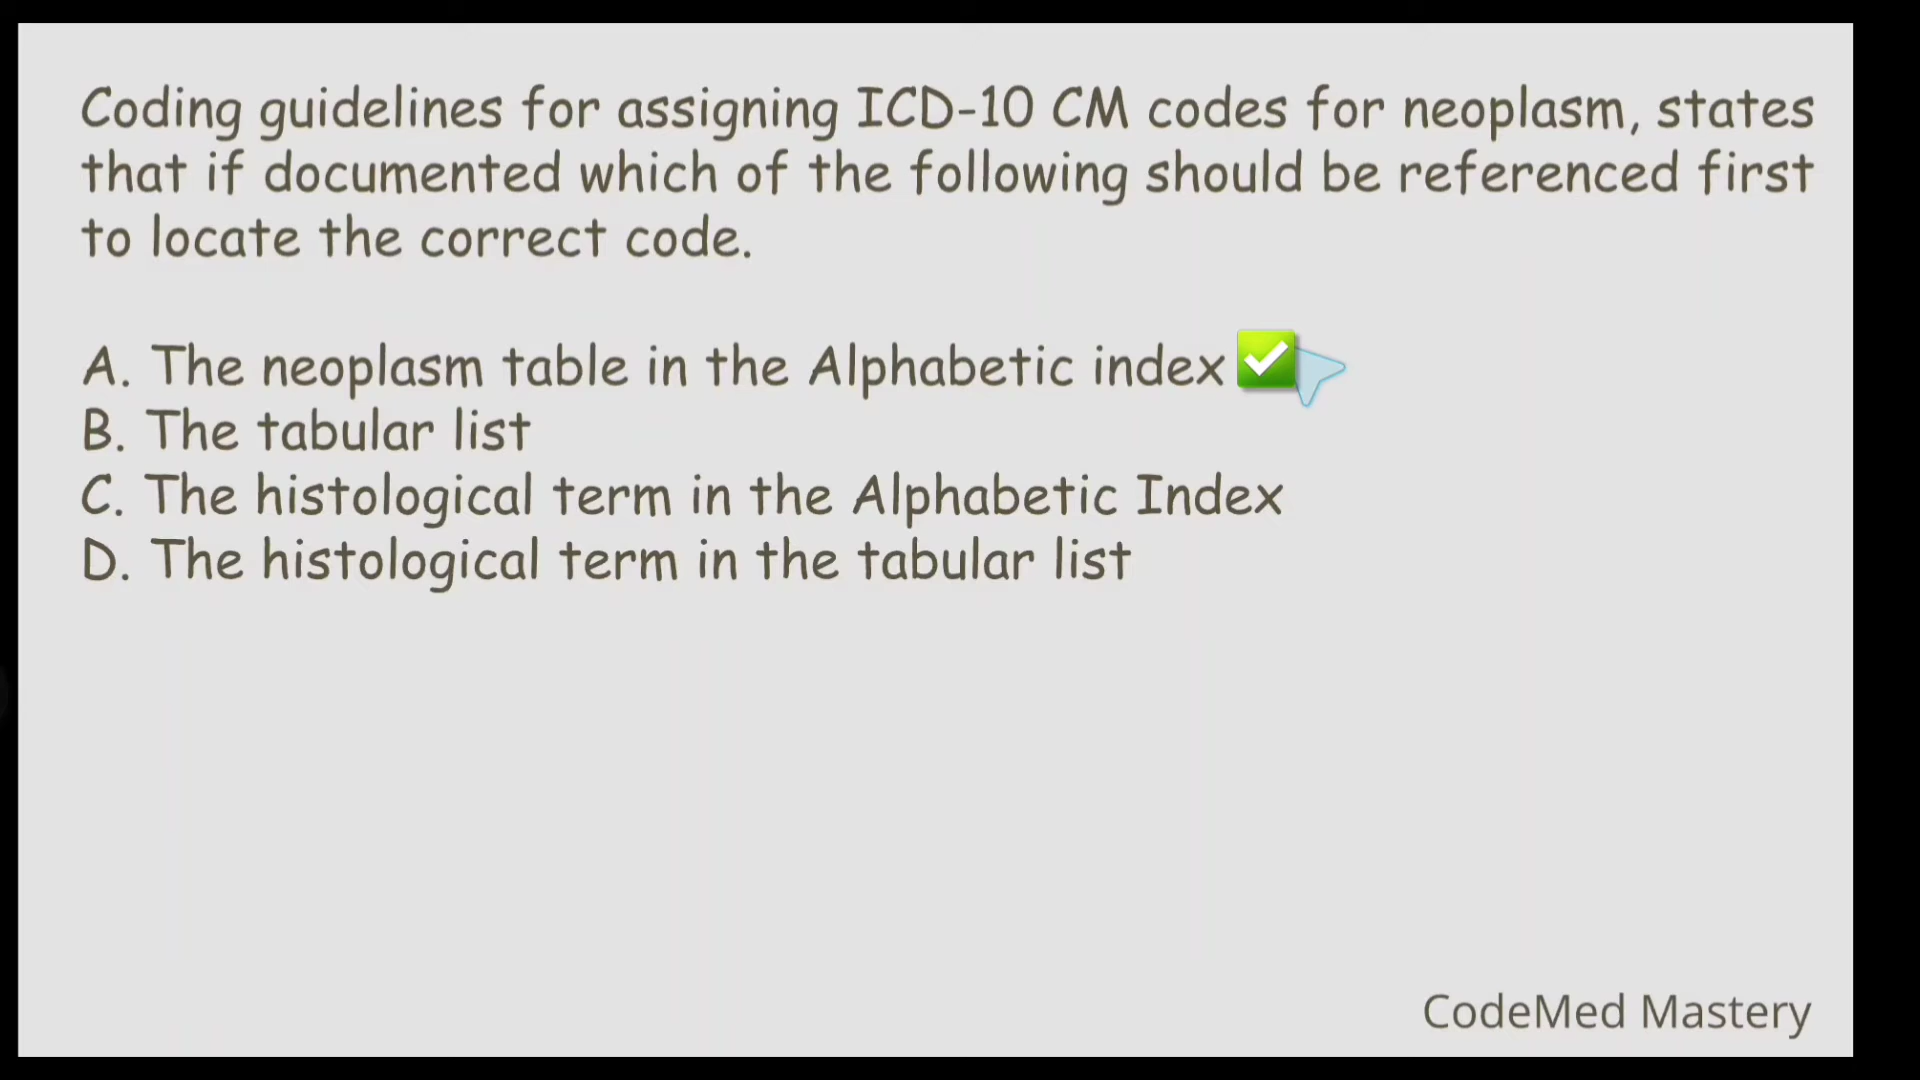 Coding guidelines for assigning ICD-10 CM codes for neoplasm, states
that if documented which of the following should be referenced first
to locate the correct code.
A. The neoplasm table in the Alphabetic index ✅
B. The tabular list
C. The histological term in the Alphabetic Index
D. The histological term in the tabular list
CodeMed Mastery